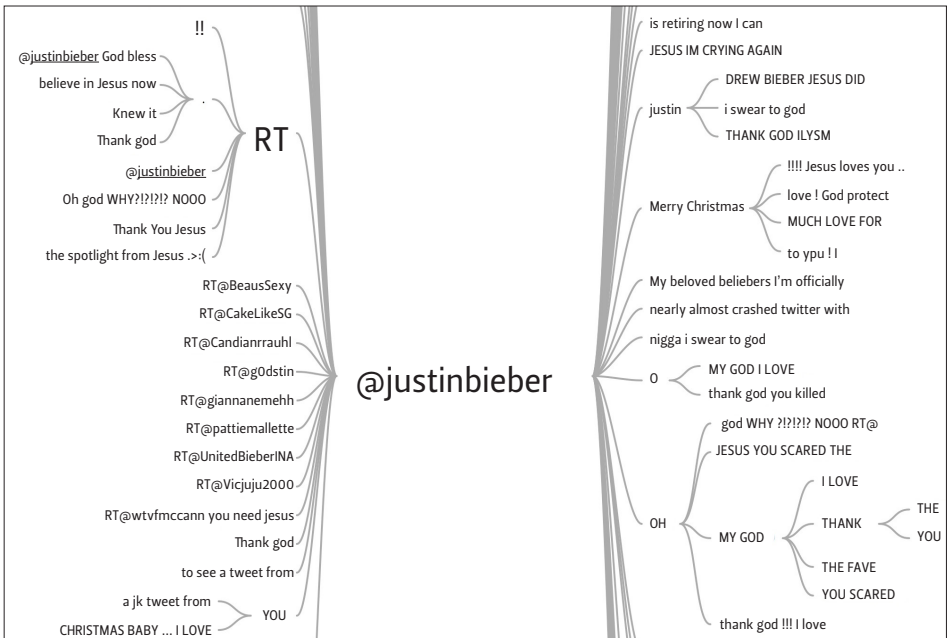 !!
@justinbieber God bless
believe in Jesus now
.
Knew it
Thank god
RT
@justinbieber
Oh god WHY?!?!?!? NOOO
Thank You Jesus
the spotlight from Jesus .>:(
RT@BeausSexy
RT@CakeLikeSG
RT@Candianrrauhl
RT@g0dstin
RT@giannanemehh
RT@pattiemallette
RT@UnitedBieberINA
RT@Vicjuju2000
RT@wtvfmccann you need jesus
Thank god
to see a tweet from
a jk tweet from
YOU
CHRISTMAS BABY ... I LOVE
@justinbieber
is retiring now I can
JESUS IM CRYING AGAIN
justin
DREW BIEBER JESUS DID
i swear to god
THANK GOD ILYSM
Merry Christmas
!!!! Jesus loves you ..
love ! God protect
MUCH LOVE FOR
to ypu ! I
My beloved beliebers I'm officially
nearly almost crashed twitter with
nigga i swear to god
O
MY GOD I LOVE
thank god you killed
OH
god WHY ?!?!?!? NOOO RT@
JESUS YOU SCARED THE
MY GOD
I LOVE
THANK
THE
YOU
THE FAVE
YOU SCARED
thank god !!! I love